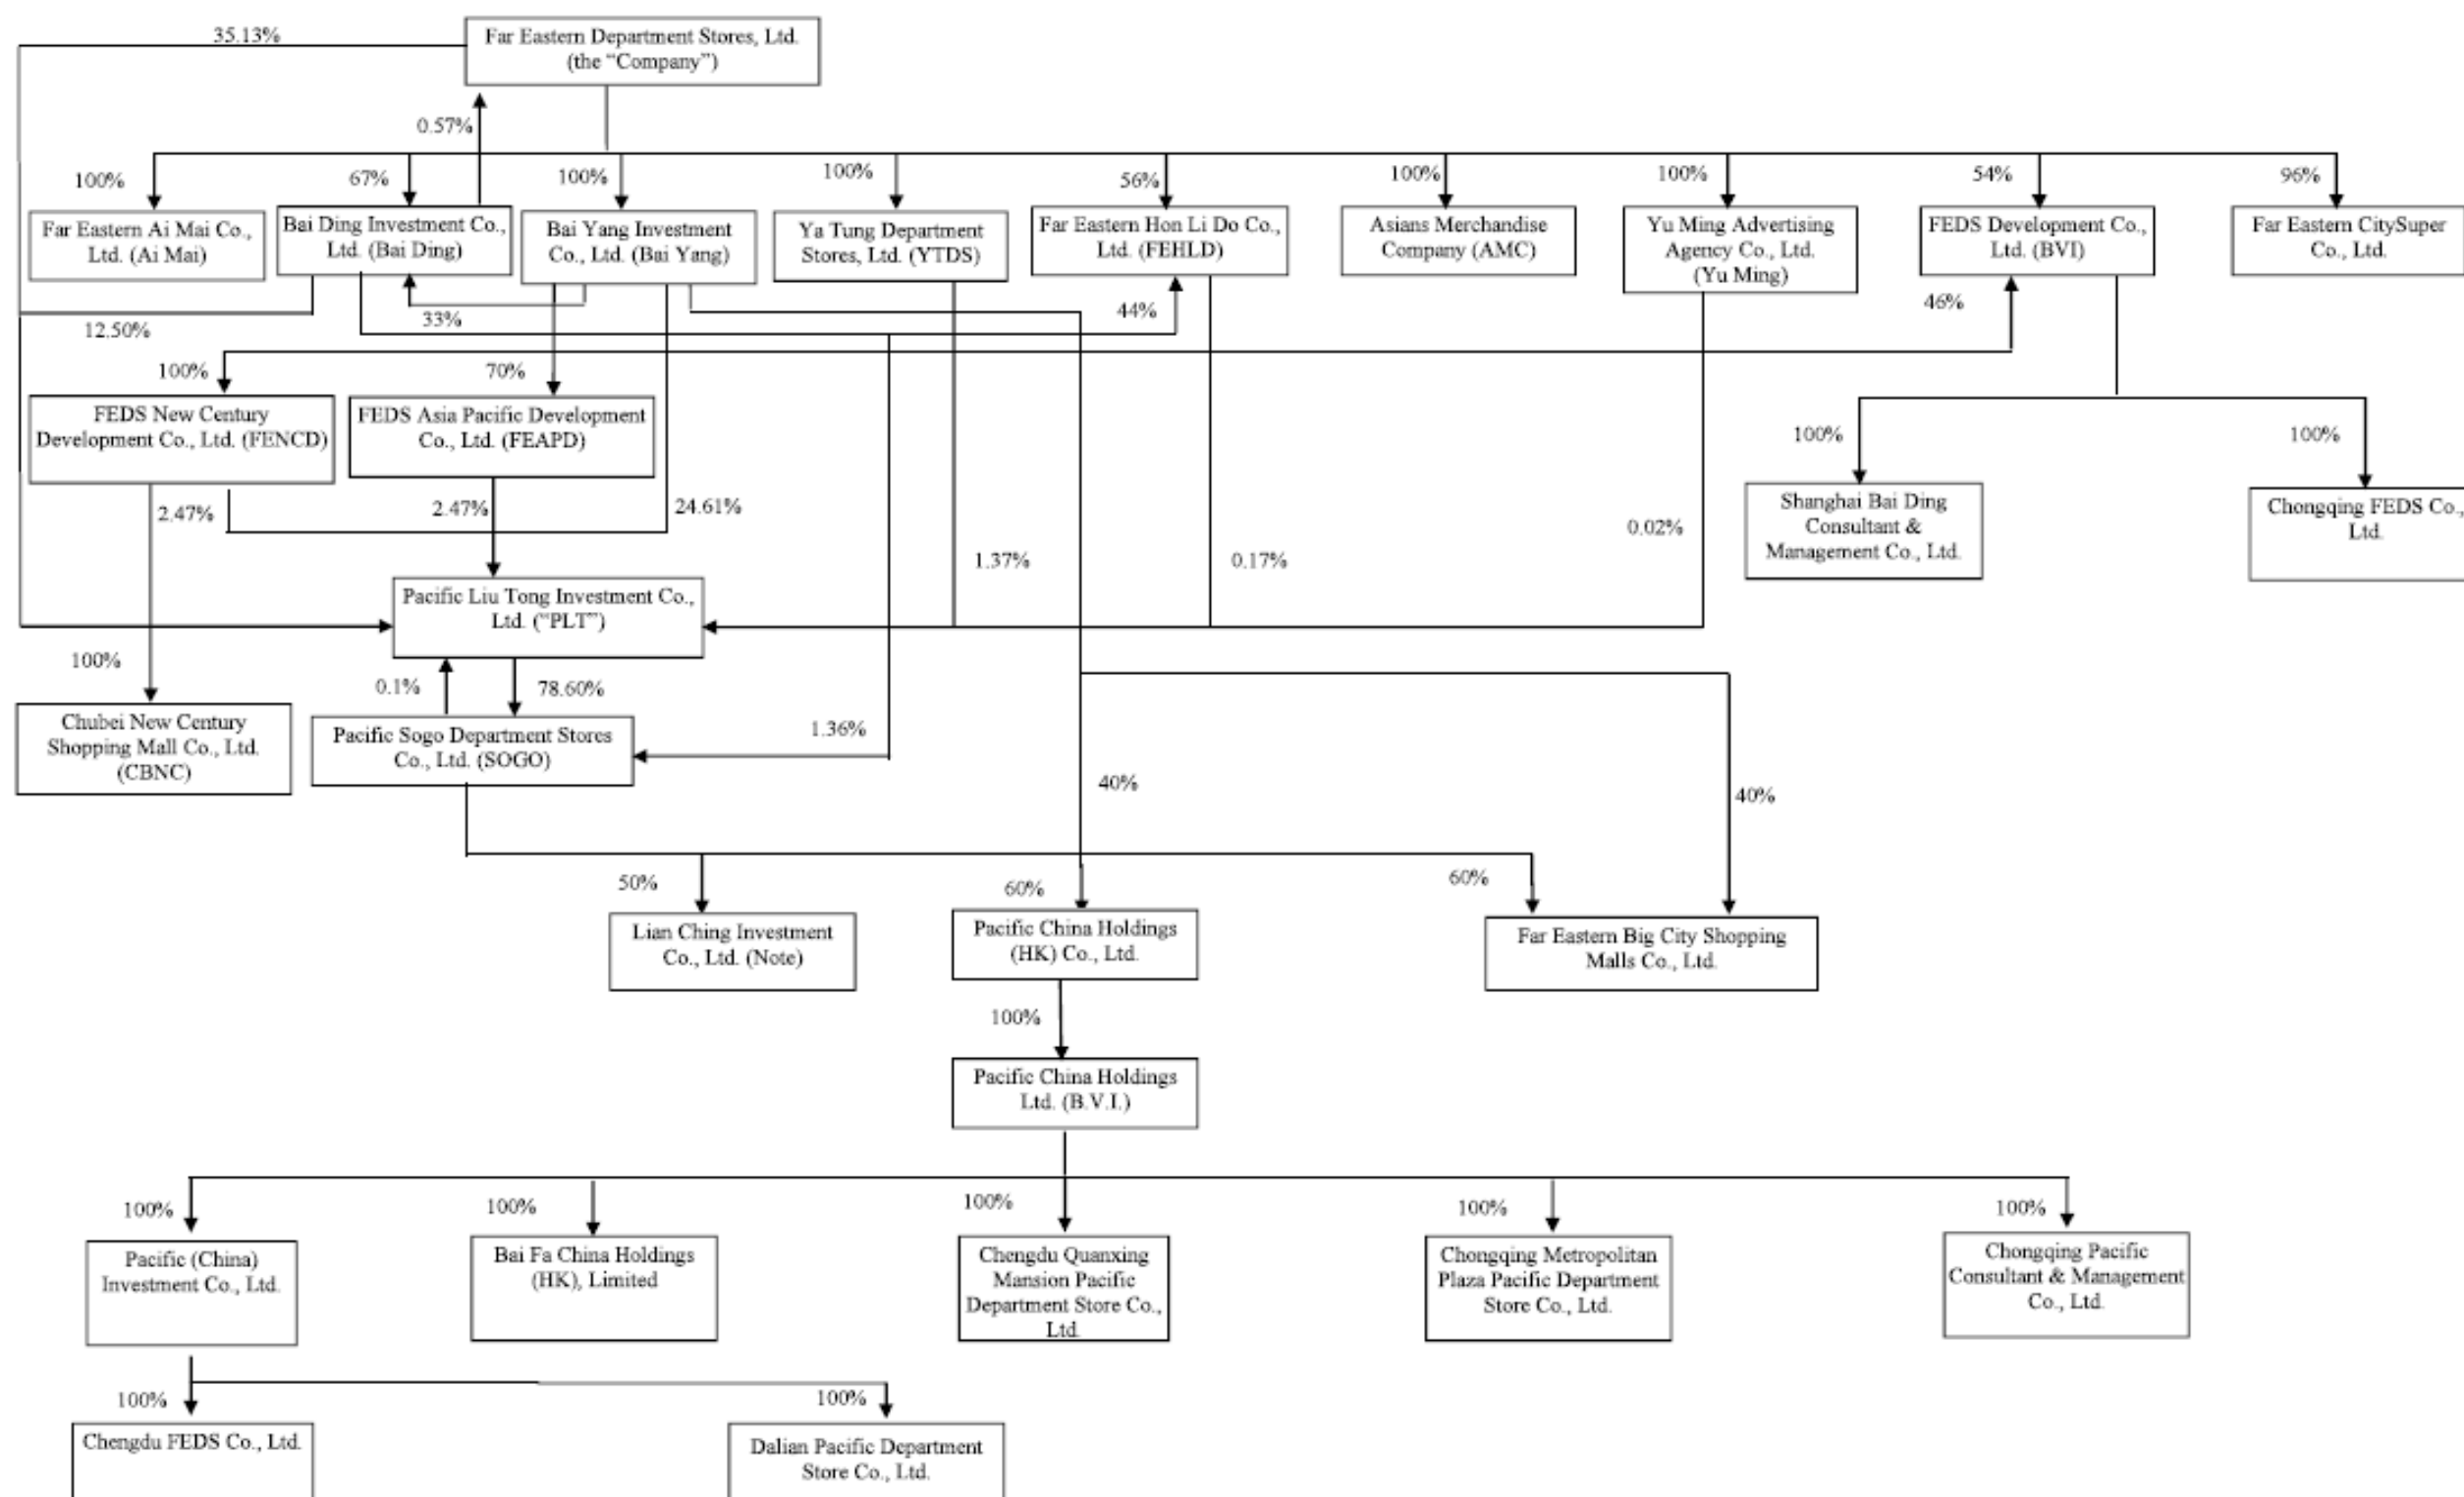 35.13%
Far Eastern Department Stores, Ltd.
(the “Company”)
0.57%
100%
67%
100%
100%
56%
100%
100%
54%
96%
Far Eastern Ai Mai Co.,
Ltd. (Ai Mai)
Bai Ding Investment Co.,
Ltd. (Bai Ding)
Bai Yang Investment
Co., Ltd. (Bai Yang)
Ya Tung Department
Stores, Ltd. (YTDS)
Far Eastern Hon Li Do Co.,
Ltd. (FEHLD)
Asians Merchandise
Company (AMC)
Yu Ming Advertising
Agency Co., Ltd.
(Yu Ming)
FEDS Development Co.,
Ltd. (BVI)
Far Eastern CitySuper
Co., Ltd.
12.50%
33%
44%
46%
100%
70%
FEDS New Century
Development Co., Ltd. (FENCD)
FEDS Asia Pacific Development
Co., Ltd. (FEAPD)
100%
100%
2.47%
2.47%
24.61%
1.37%
0.17%
0.02%
Shanghai Bai Ding
Consultant &
Management Co., Ltd.
Chongqing FEDS Co.,
Ltd.
Pacific Liu Tong Investment Co.,
Ltd. (“PLT”)
100%
0.1%
78.60%
Chubei New Century
Shopping Mall Co., Ltd.
(CBNC)
Pacific Sogo Department Stores
Co., Ltd. (SOGO)
1.36%
40%
40%
50%
60%
60%
Lian Ching Investment
Co., Ltd. (Note)
Pacific China Holdings
(HK) Co., Ltd.
Far Eastern Big City Shopping
Malls Co., Ltd.
100%
Pacific China Holdings
Ltd. (B.V.I.)
100%
100%
100%
100%
100%
Pacific (China)
Investment Co., Ltd.
Bai Fa China Holdings
(HK), Limited
Chengdu Quanxing
Mansion Pacific
Department Store Co.,
Ltd.
Chongqing Metropolitan
Plaza Pacific Department
Store Co., Ltd.
Chongqing Pacific
Consultant & Management
Co., Ltd.
100%
100%
Chengdu FEDS Co., Ltd.
Dalian Pacific Department
Store Co., Ltd.